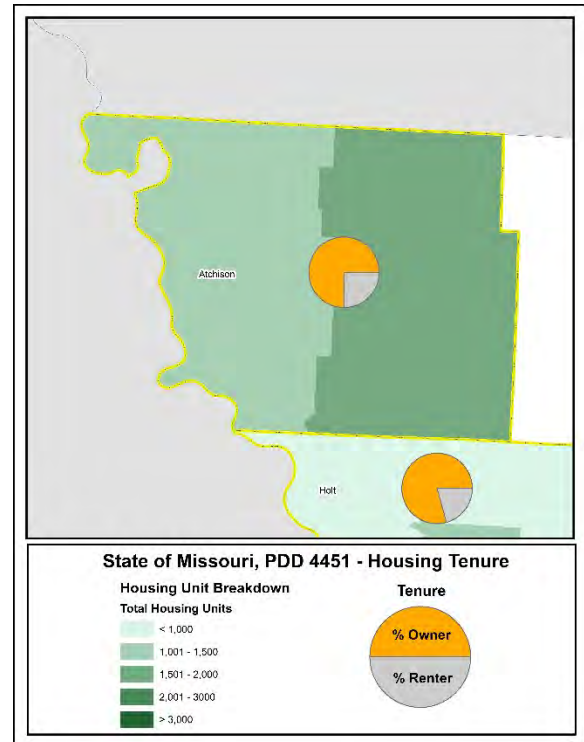 Atchison
Holt
State of Missouri, PDD 4451 - Housing Tenure
Housing Unit Breakdown
Total Housing Units
< 1,000
1,001 - 1,500
1,501 - 2,000
2,001 - 3000
> 3,000
Tenure
% Owner
% Renter